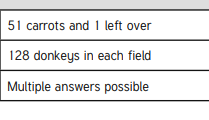 51 carrots and 1 left over
128 donkeys in each field
Multiple answers possible